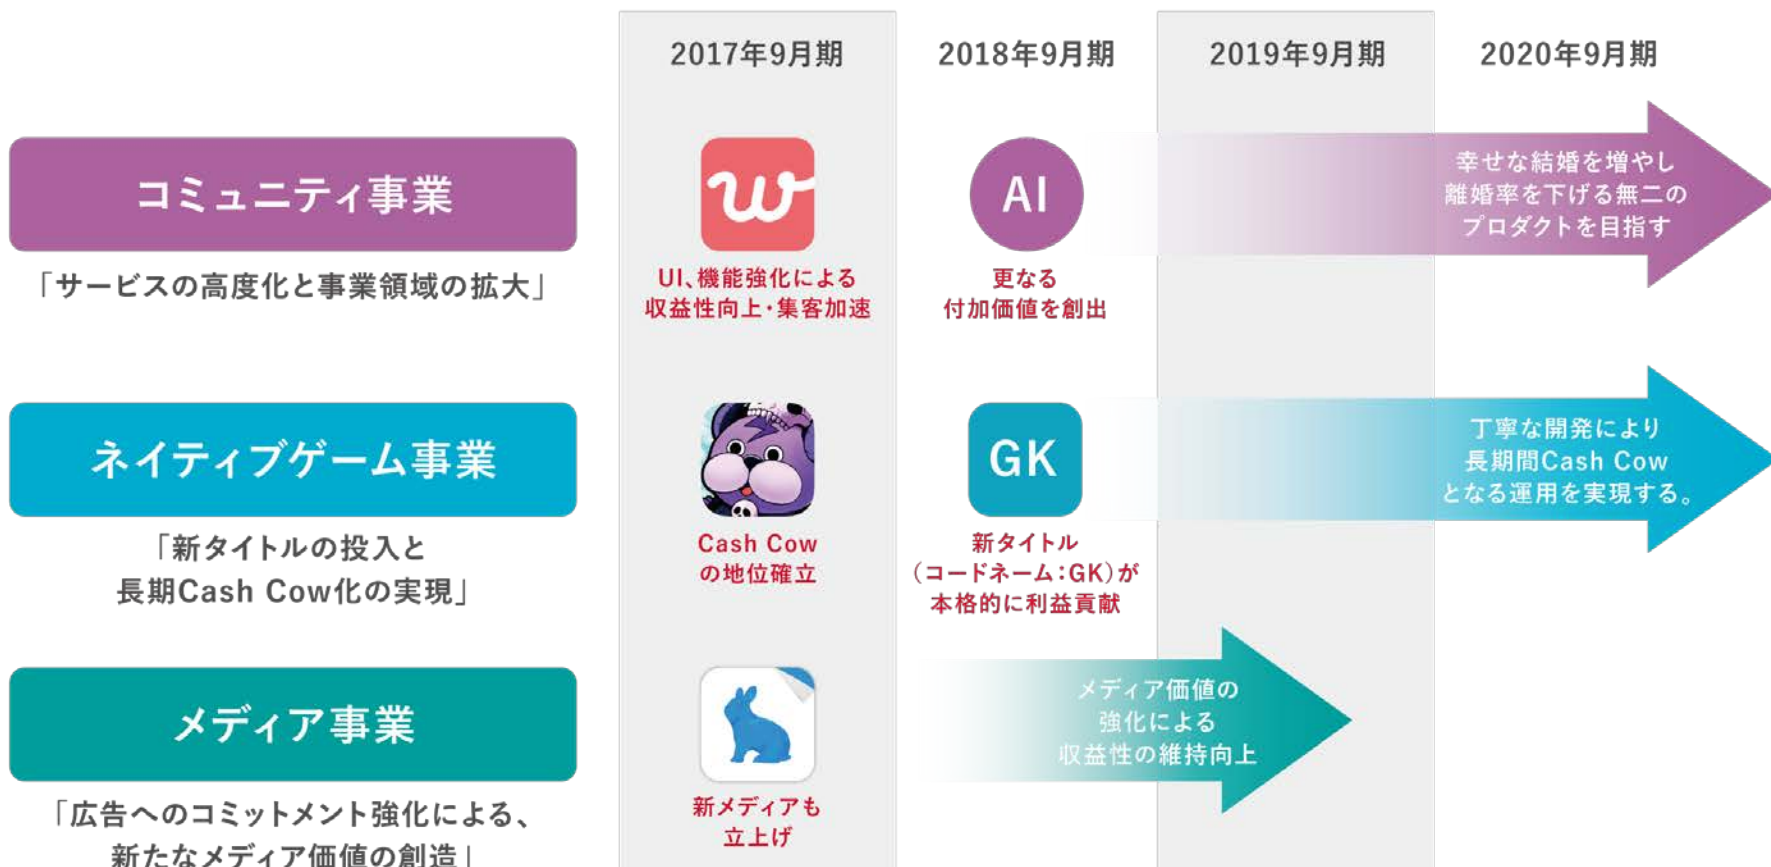 2017年9月期
2018年9月期
2019年9月期
2020年9月期
コミュニティ事業
「サービスの高度化と事業領域の拡大」
w
UI、機能強化による
収益性向上・集客加速
AI
更なる
付加価値を創出
幸せな結婚を増やし
離婚率を下げる無二の
プロダクトを目指す
ネイティブゲーム事業
「新タイトルの投入と
長期Cash Cow化の実現」
Cash Cow
の地位確立
GK
新タイトル
（コードネーム：GK）が
本格的に利益貢献
丁寧な開発により
長期間Cash Cow
となる運用を実現する。
メディア事業
「広告へのコミットメント強化による、
新たなメディア価値の創造」
新メディアも
立上げ
メディア価値の
強化による
収益性の維持向上